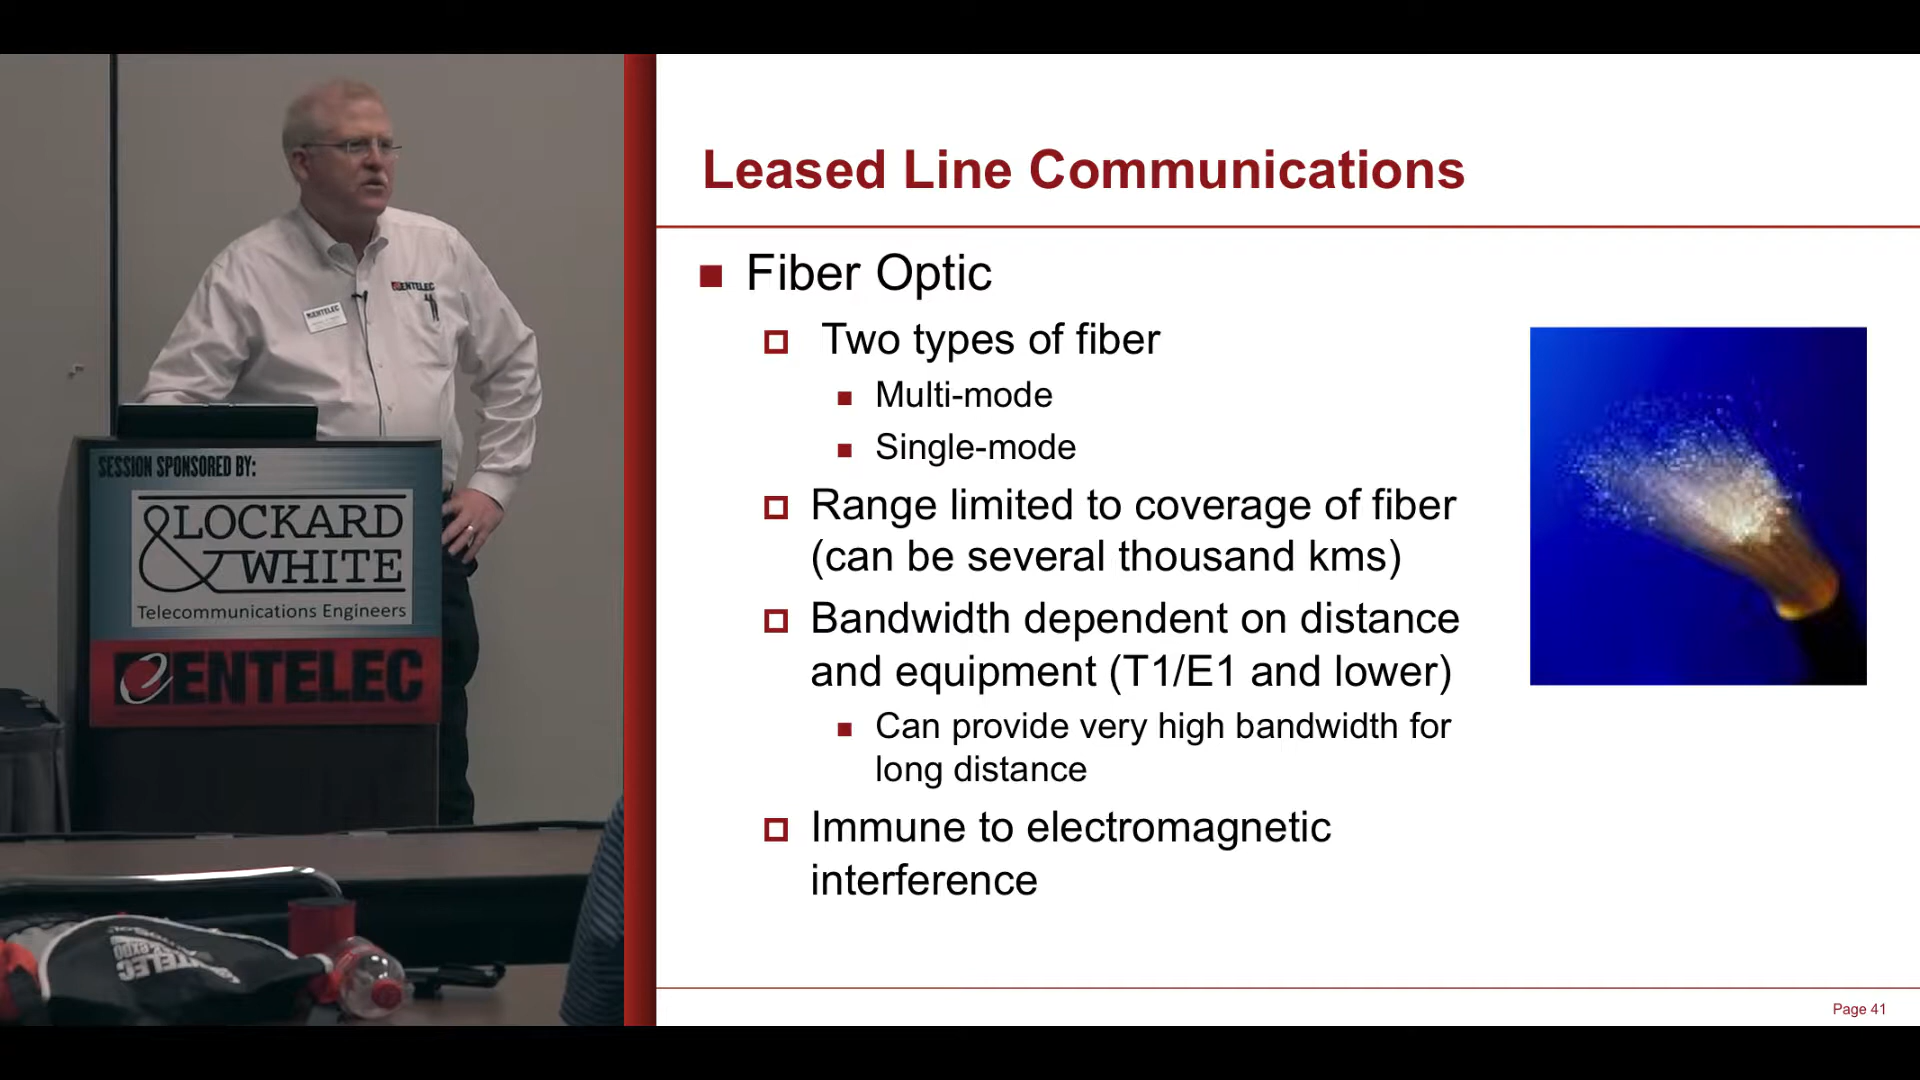 ENTELEC
ENTELEC
SESSION SPONSORED BY:
LOCKARD
& WHITE
Telecommunications Engineers
ENTELEC
Leased Line Communications
Fiber Optic
Two types of fiber
Multi-mode
Single-mode
Range limited to coverage of fiber
(can be several thousand kms)
Bandwidth dependent on distance
and equipment (T1/E1 and lower)
Can provide very high bandwidth for
long distance
Immune to electromagnetic
interference
Page 41